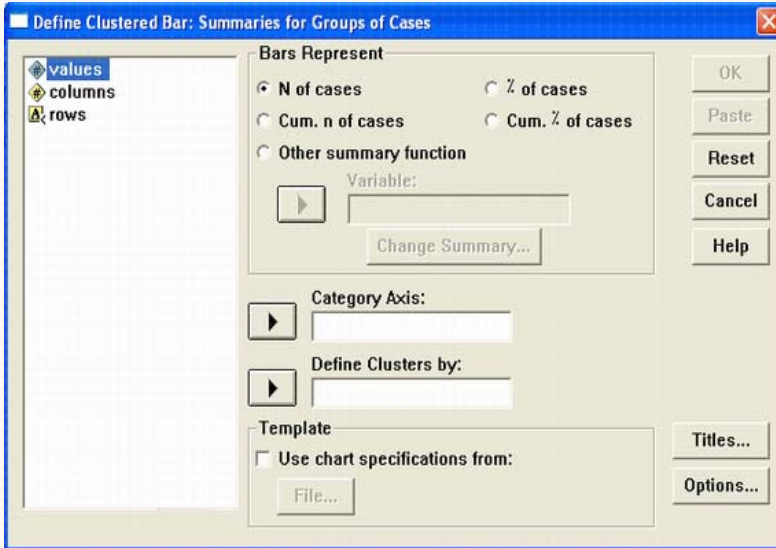 Define Clustered Bar: Summaries for Groups of Cases
values
columns
rows
Bars Represent
N of cases
% of cases
Cum. n of cases
Cum. % of cases
Other summary function
Variable:
Change Summary...
Category Axis:
Define Clusters by:
Template
Use chart specifications from:
File...
OK
Paste
Reset
Cancel
Help
Titles...
Options...